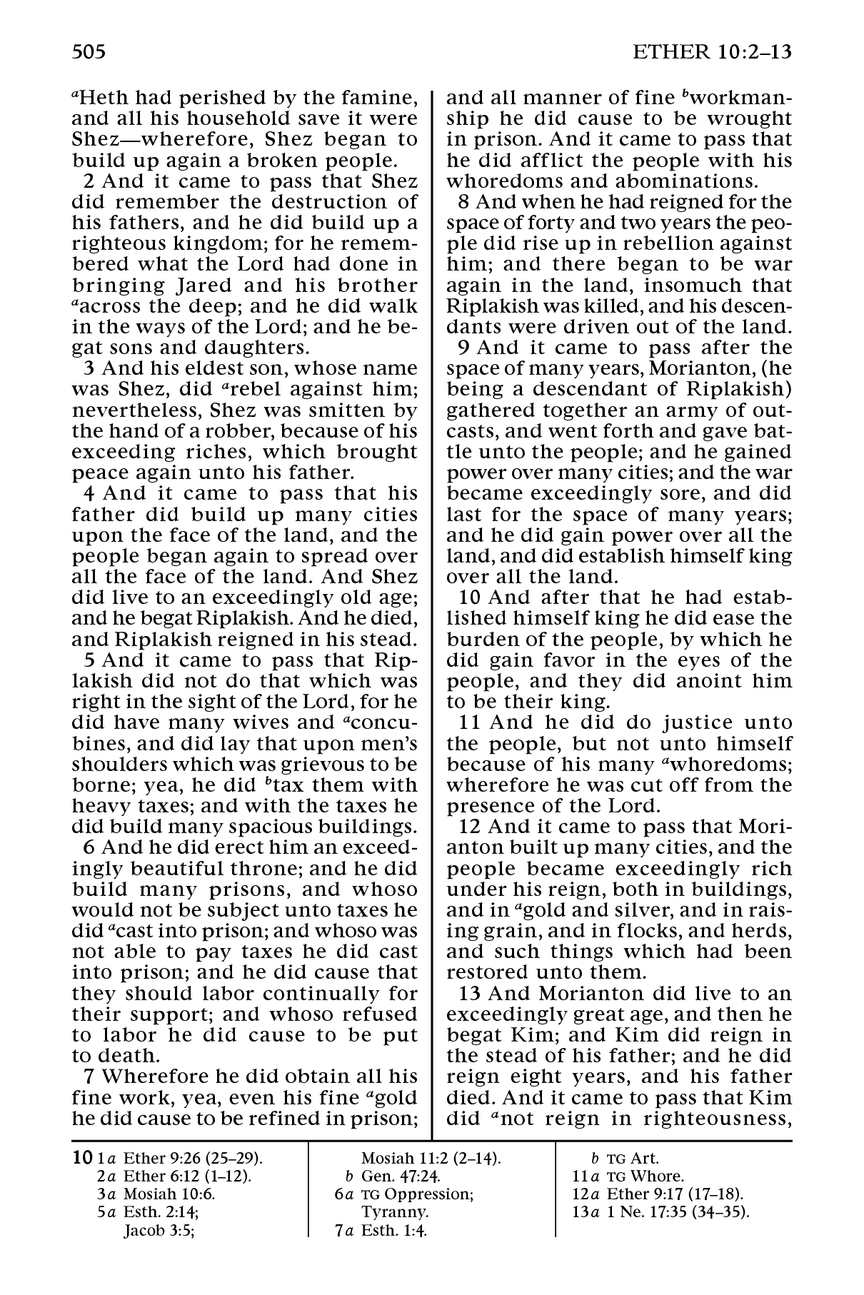 505
ETHER 10:2–13
aHeth had perished by the famine,
and all his household save it were
Shez—wherefore, Shez began to
build up again a broken people.
2 And it came to pass that Shez
did remember the destruction of
his fathers, and he did build up a
righteous kingdom; for he remem-
bered what the Lord had done in
bringing Jared and his brother
aacross the deep; and he did walk
in the ways of the Lord; and he be-
gat sons and daughters.
3 And his eldest son, whose name
was Shez, did arebel against him;
nevertheless, Shez was smitten by
the hand of a robber, because of his
exceeding riches, which brought
peace again unto his father.
4 And it came to pass that his
father did build up many cities
upon the face of the land, and the
people began again to spread over
all the face of the land. And Shez
did live to an exceedingly old age;
and he begat Riplakish. And he died,
and Riplakish reigned in his stead.
5 And it came to pass that Rip-
lakish did not do that which was
right in the sight of the Lord, for he
did have many wives and aconcu-
bines, and did lay that upon men's
shoulders which was grievous to be
borne; yea, he did btax them with
heavy taxes; and with the taxes he
did build many spacious buildings.
6 And he did erect him an exceed-
ingly beautiful throne; and he did
build many prisons, and whoso
would not be subject unto taxes he
did acast into prison; and whoso was
not able to pay taxes he did cast
into prison; and he did cause that
they should labor continually for
their support; and whoso refused
to labor he did cause to be put
to death.
7 Wherefore he did obtain all his
fine work, yea, even his fine agold
he did cause to be refined in prison;
and all manner of fine bworkman-
ship he did cause to be wrought
in prison. And it came to pass that
he did afflict the people with his
whoredoms and abominations.
8 And when he had reigned for the
space of forty and two years the peo-
ple did rise up in rebellion against
him; and there began to be war
again in the land, insomuch that
Riplakish was killed, and his descen-
dants were driven out of the land.
9 And it came to pass after the
space of many years, Morianton, (he
being a descendant of Riplakish)
gathered together an army of out-
casts, and went forth and gave bat-
tle unto the people; and he gained
power over many cities; and the war
became exceedingly sore, and did
last for the space of many years;
and he did gain power over all the
land, and did establish himself king
over all the land.
10 And after that he had estab-
lished himself king he did ease the
burden of the people, by which he
did gain favor in the eyes of the
people, and they did anoint him
to be their king.
11 And he did do justice unto
the people, but not unto himself
because of his many awhoredoms;
wherefore he was cut off from the
presence of the Lord.
12 And it came to pass that Mori-
anton built up many cities, and the
people became exceedingly rich
under his reign, both in buildings,
and in agold and silver, and in rais-
ing grain, and in flocks, and herds,
and such things which had been
restored unto them.
13 And Morianton did live to an
exceedingly great age, and then he
begat Kim; and Kim did reign in
the stead of his father; and he did
reign eight years, and his father
died. And it came to pass that Kim
did anot reign in righteousness,
10 1a Ether 9:26 (25–29).
2a Ether 6:12 (1–12).
3a Mosiah 10:6.
5a Esth. 2:14;
Jacob 3:5;
Mosiah 11:2 (2–14).
b Gen. 47:24.
6a TG Oppression;
Tyranny.
7a Esth. 1:4.
b TG Art.
11a TG Whore.
12a Ether 9:17 (17–18).
13a 1 Ne. 17:35 (34–35).